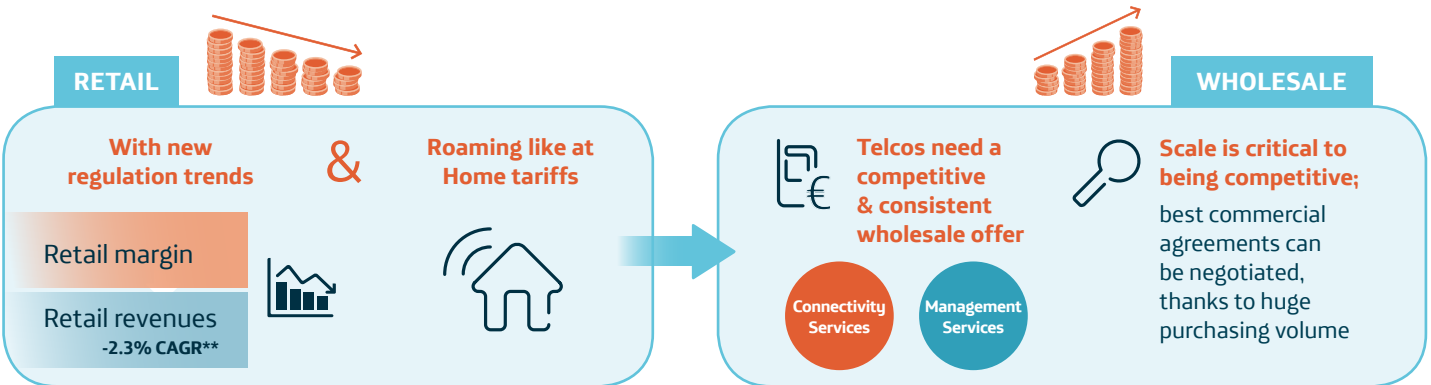 RETAIL
With new
regulation trends
&
Roaming like at
Home tariffs
Retail margin
Retail revenues
-2.3% CAGR**
WHOLESALE
€
Telcos need a
competitive
& consistent
wholesale offer
Connectivity
Services
Management
Services
Scale is critical to
being competitive;
best commercial
agreements can
be negotiated,
thanks to huge
purchasing volume